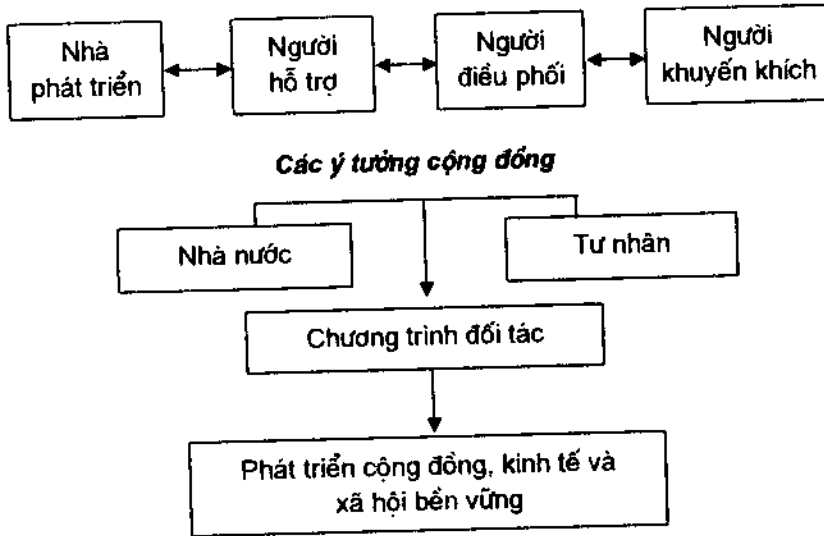 Nhà
phát triển
Người
hỗ trợ
Người
điều phối
Người
khuyến khích
Các ý tưởng cộng đồng
Nhà nước
Tư nhân
Chương trình đối tác
Phát triển cộng đồng, kinh tế và
xã hội bền vững